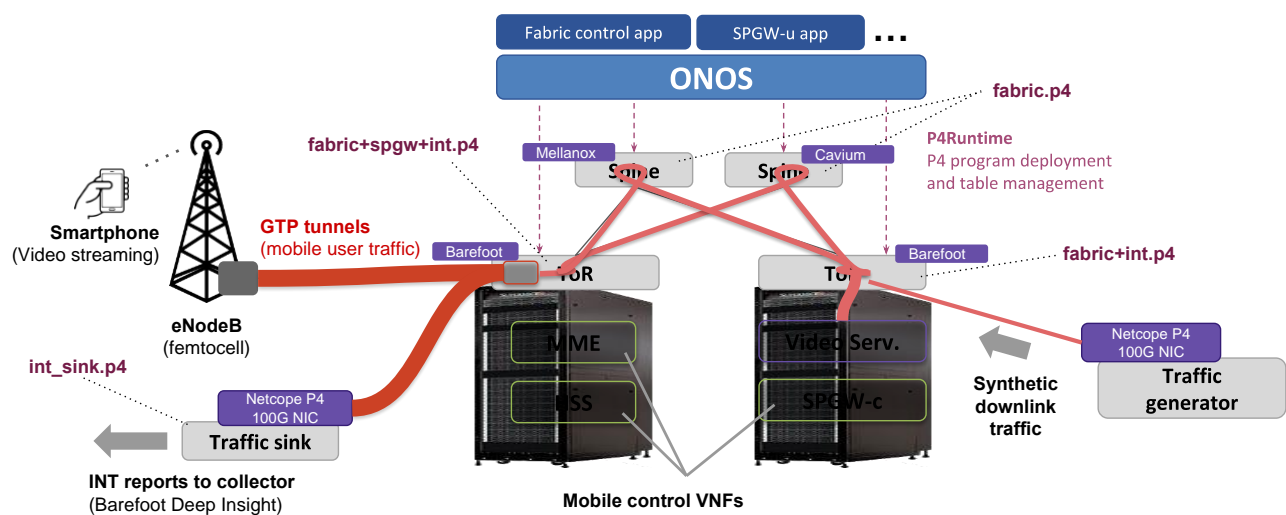 Fabric control app
SPGW-u app
...
ONOS
fabric.p4
fabric+spgw+int.p4
Mellanox
Spine
Cavium
Spine
P4Runtime
P4 program deployment
and table management
Smartphone
(Video streaming)
GTP tunnels
(mobile user traffic)
Barefoot
ToR
Barefoot
ToR
fabric+int.p4
eNodeB
(femtocell)
MME
HSS
Video Serv.
SPGW-c
int_sink.p4
Netcope P4
100G NIC
Traffic sink
Netcope P4
100G NIC
Traffic
generator
Synthetic
downlink
traffic
INT reports to collector
(Barefoot Deep Insight)
Mobile control VNFs